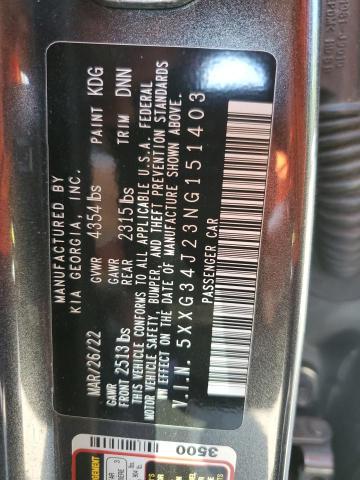 MANUFACTURED BY
KIA GEORGIA, INC.
MAR/26/22 GVWR 4354 lbs PAINT KDG
GAWR GAWR TRIM DNN
FRONT 2513 lbs REAR 2315 lbs
THIS VEHICLE CONFORMS TO ALL APPLICABLE U.S.A. FEDERAL
MOTOR VEHICLE SAFETY, BUMPER, AND THEFT PREVENTION STANDARDS
IN EFFECT ON THE DATE OF MANUFACTURE SHOWN ABOVE.
V.I.N. 5XXG34J23NG151403
PASSENGER CAR
3500